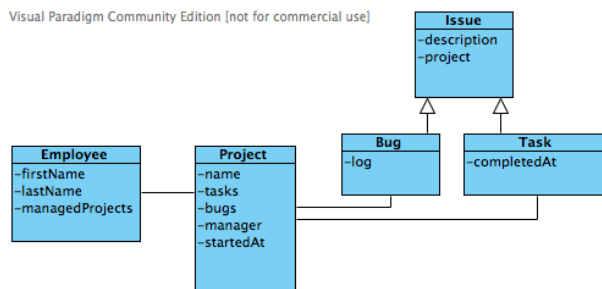 Visual Paradigm Community Edition [not for commercial use]
Issue
-description
-project
Bug
-log
Task
-completedAt
Employee
-firstName
-lastName
-managedProjects
Project
-name
-tasks
-bugs
-manager
-startedAt